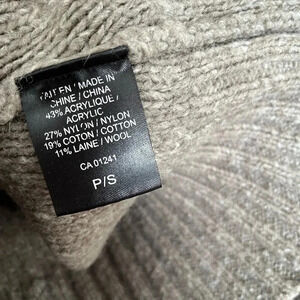 FAIT EN / MADE IN
CHINE / CHINA
43% ACRYLIQUE /
ACRYLIC
27% NYLON / NYLON
19% COTON / COTTON
11% LAINE / WOOL
CA 01241
P/S